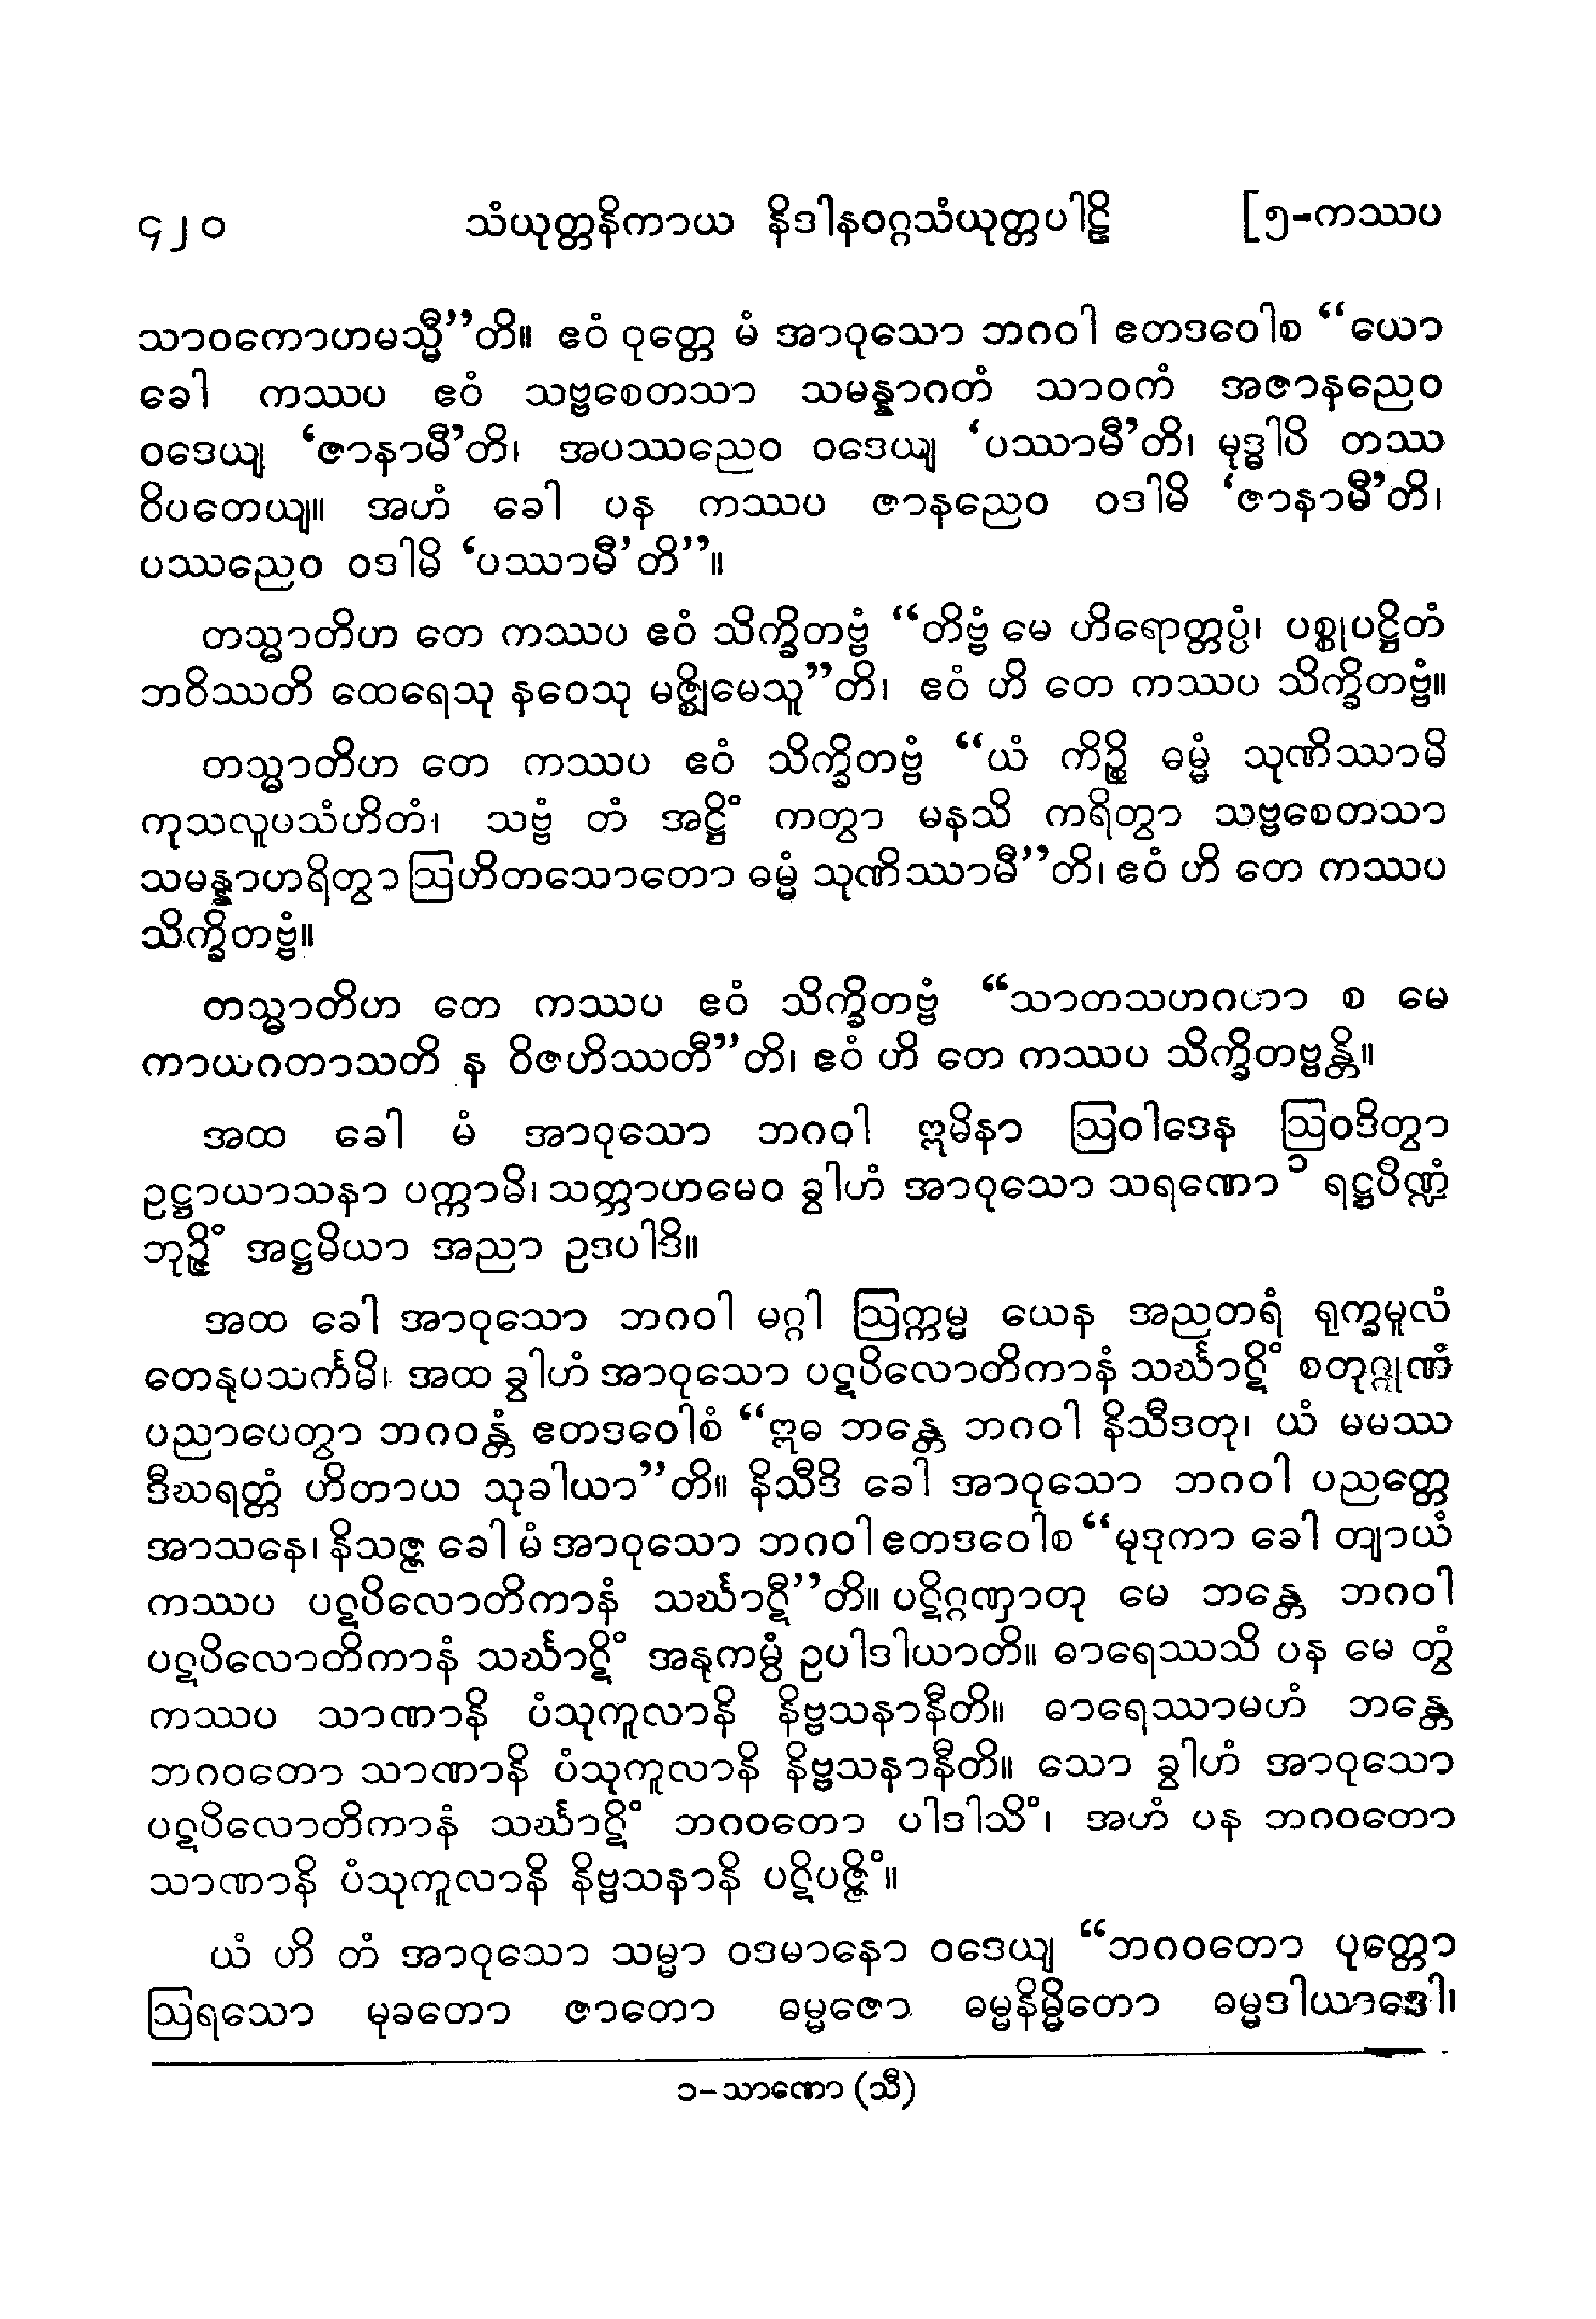 ၄၂၀ သံယုတ္တနိကာယ နိဒါနဝဂ္ဂသံယုတ္တပါဠိ [၅-ကဿပ
သာဝကောဟမသ္မီ”တိ။ ဧဝံ ဝုတ္တေ မံ အာဝုသော ဘဂဝါ ဧတဒဝေါစ “ယော
ခေါ ကဿပ ဧဝံ သဗ္ဗစေတသာ သမန္နာဂတံ သာဝကံ အဇာနညေဝ
ဝဒေယျ ‘ဇာနာမီ’တိ၊ အပဿညေဝ ဝဒေယျ ‘ပဿာမီ’တိ၊ မုဒ္ဓါပိ တဿ
ဝိပတေယျ။ အဟံ ခေါ ပန ကဿပ ဇာနညေဝ ဝဒါမိ ‘ဇာနာမီ’တိ၊
ပဿညေဝ ဝဒါမိ ‘ပဿာမီ’တိ”။
တသ္မာတိဟ တေ ကဿပ ဧဝံ သိက္ခိတဗ္ဗံ “တိဗ္ဗံ မေ ဟိရောတ္တပ္ပံ၊ ပစ္စုပဋ္ဌိတံ
ဘဝိဿတိ ထေရေသု နဝေသု မဇ္ဈိမေသူ”တိ၊ ဧဝံ ဟိ တေ ကဿပ သိက္ခိတဗ္ဗံ။
တသ္မာတိဟ တေ ကဿပ ဧဝံ သိက္ခိတဗ္ဗံ “ယံ ကိဉ္စိ ဓမ္မံ သုဏိဿာမိ
ကုသလူပသံဟိတံ၊ သဗ္ဗံ တံ အဋ္ဌိံ ကတွာ မနသိ ကရိတွာ သဗ္ဗစေတသာ
သမန္နာဟရိတွာ ဩဟိတသောတော ဓမ္မံ သုဏိဿာမီ”တိ၊ ဧဝံ ဟိ တေ ကဿပ
သိက္ခိတဗ္ဗံ။
တသ္မာတိဟ တေ ကဿပ ဧဝံ သိက္ခိတဗ္ဗံ “သာတသဟဂတာ စ မေ
ကာယဂတာသတိ န ဝိဇဟိဿတီ”တိ၊ ဧဝံ ဟိ တေ ကဿပ သိက္ခိတဗ္ဗန္တိ။
အထ ခေါ မံ အာဝုသော ဘဂဝါ ဣမိနာ ဩဝါဒေန ဩဝဒိတွာ
ဥဋ္ဌာယာသနာ ပက္ကာမိ၊ သတ္တာဟမေဝ ခွါဟံ အာဝုသော သရဏော ၁ ရဋ္ဌပိဏ္ဍံ
ဘုဉ္ဇိံ အဋ္ဌမိယာ အညာ ဥဒပါဒိ။
အထ ခေါ အာဝုသော ဘဂဝါ မဂ္ဂါ ဩက္ကမ္မ ယေန အညတရံ ရုက္ခမူလံ
တေနုပသင်္ကမိ၊ အထ ခွါဟံ အာဝုသော ပဋပိလောတိကာနံ သင်္ဃာဋိံ စတုဂ္ဂုဏံ
ပညာပေတွာ ဘဂဝန္တံ ဧတဒဝေါစံ “ဣဓ ဘန္တေ ဘဂဝါ နိသီဒတု၊ ယံ မမဿ
ဒီဃရတ္တံ ဟိတာယ သုခါယာ”တိ။ နိသီဒိ ခေါ အာဝုသော ဘဂဝါ ပညတ္တေ
အာသနေ၊ နိသဇ္ဇ ခေါ မံ အာဝုသော ဘဂဝါ ဧတဒဝေါစ “မုဒုကာ ခေါ တျာယံ
ကဿပ ပဋပိလောတိကာနံ သင်္ဃာဋီ”တိ။ ပဋိဂ္ဂဏှာတု မေ ဘန္တေ ဘဂဝါ
ပဋပိလောတိကာနံ သင်္ဃာဋိံ အနုကမ္ပံ ဥပါဒါယာတိ။ ဓာရေဿသိ ပန မေ တွံ
ကဿပ သာဏာနိ ပံသုကူလာနိ နိဗ္ဗသနာနီတိ။ ဓာရေဿာမဟံ ဘန္တေ
ဘဂဝတော သာဏာနိ ပံသုကူလာနိ နိဗ္ဗသနာနီတိ။ သော ခွါဟံ အာဝုသော
ပဋပိလောတိကာနံ သင်္ဃာဋိံ ဘဂဝတော ပါဒါသိံ၊ အဟံ ပန ဘဂဝတော
သာဏာနိ ပံသုကူလာနိ နိဗ္ဗသနာနိ ပဋိပဇ္ဇိံ။
ယံ ဟိ တံ အာဝုသော သမ္မာ ဝဒမာနော ဝဒေယျ “ဘဂဝတော ပုတ္တော
ဩရသော မုခတော ဇာတော ဓမ္မဇော ဓမ္မနိမ္မိတော ဓမ္မဒါယာဒေါ၊
၁-သာဏော (သီ)